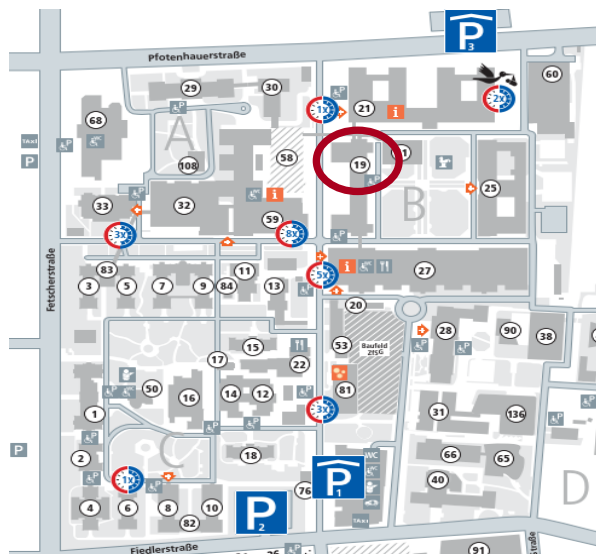 P3
Pfotenhauerstraße
29
30
P
P
1x
21
i
2x
60
68
TAXI
P
P
A
58
19
108
B
25
33
P
32
i
59
P
3x
8x
5x
i
27
Fetscherstraße
83
3
5
7
9
84
11
13
P
20
53
Baufeld
ZfSG
28
P
90
38
15
22
17
P
50
16
14
12
81
31
136
P
1
P
P
P
3x
2
P
C
18
66
65
40
D
1x
P
P1
WC
TAXI
4
6
8
10
82
P2
76
Fiedlerstraße
91